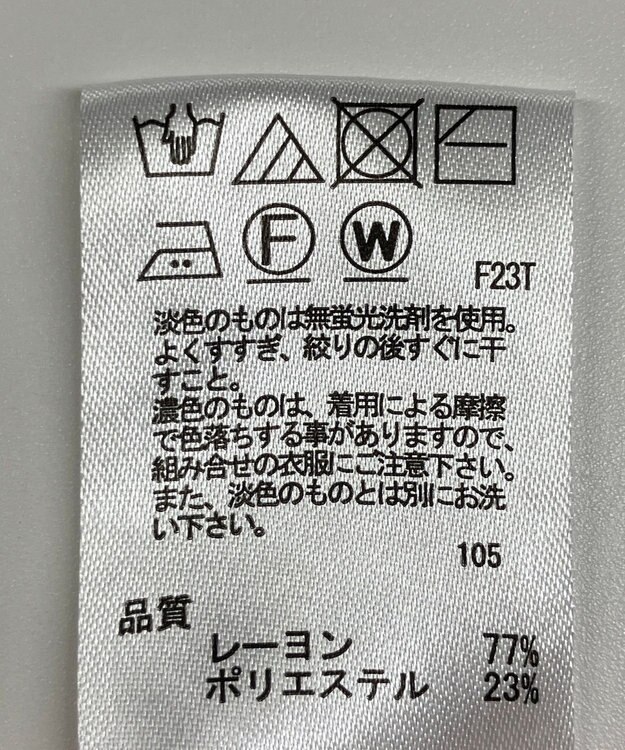 F W
F23T
淡色のものは無蛍光洗剤を使用。
よくすすぎ、絞りの後すぐに干
すこと。
濃色のものは、着用による摩擦
で色落ちする事がありますので、
組み合せの衣服にご注意下さい。
また、淡色のものとは別にお洗
い下さい。
105
品質
レーヨン 77%
ポリエステル 23%